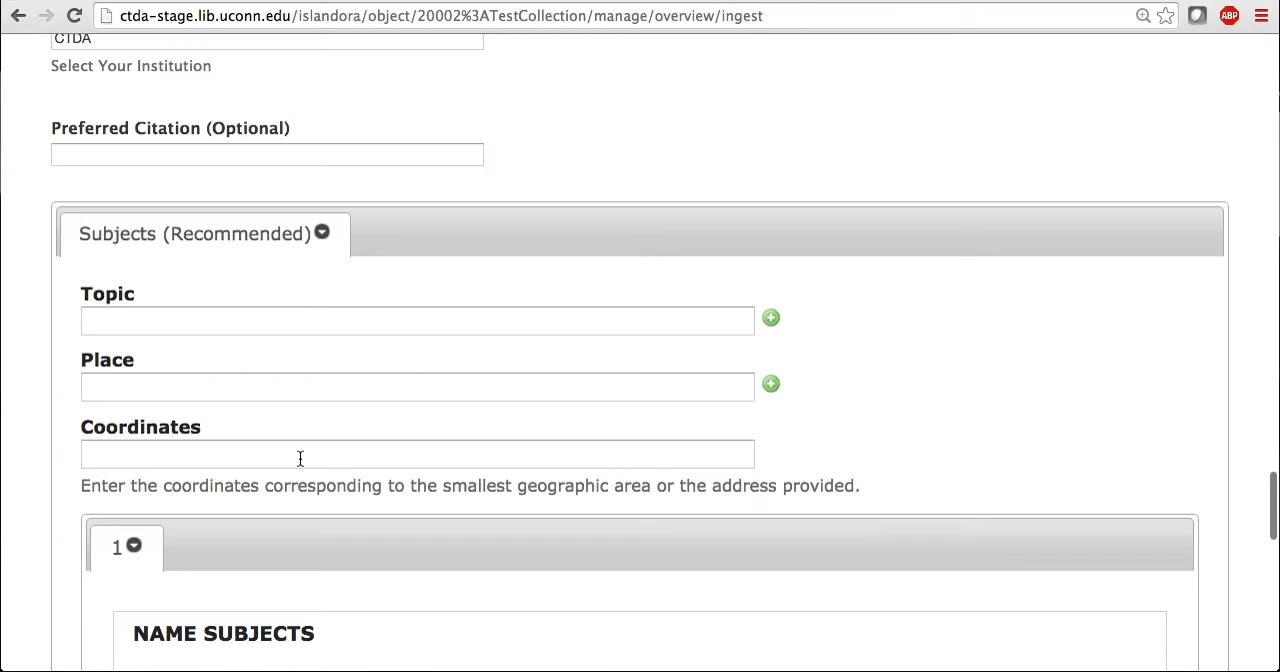 ctda-stage.lib.uconn.edu/islandora/object/20002%3ATestCollection/manage/overview/ingest
ABP
CTDA
Select Your Institution
Preferred Citation (Optional)
Subjects (Recommended)
Topic
Place
Coordinates
Enter the coordinates corresponding to the smallest geographic area or the address provided.
1
NAME SUBJECTS